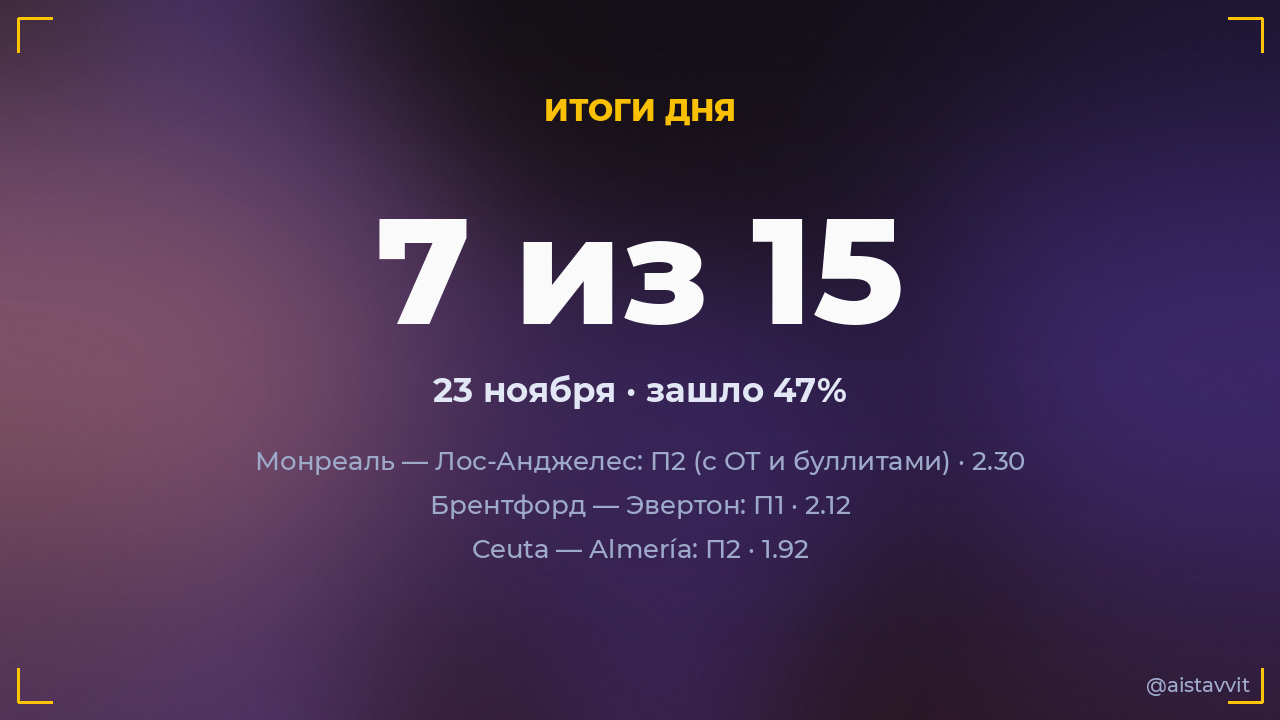 ИТОГИ ДНЯ
7 из 15
23 ноября · зашло 47%
Монреаль — Лос-Анджелес: П2 (с ОТ и буллитами) · 2.30
Брентфорд — Эвертон: П1 · 2.12
Ceuta — Almería: П2 · 1.92
@aistavvit